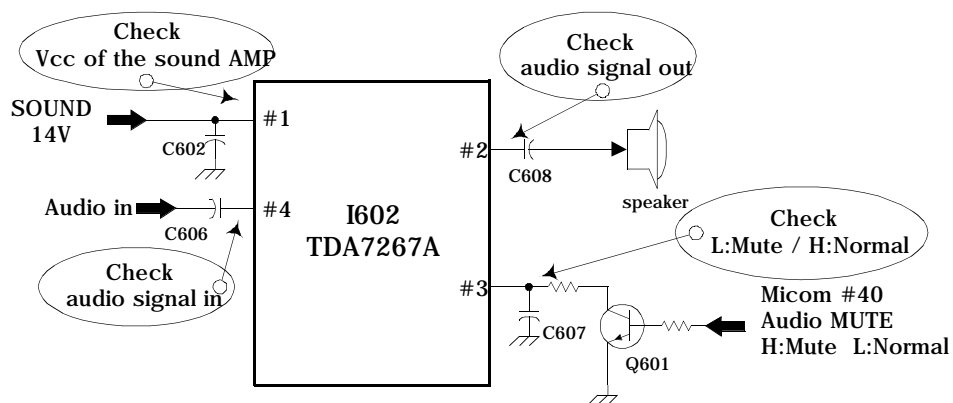 Check
Vcc of the sound AMP
Check
audio signal out
SOUND
14V
#1
C602
#2
C608
speaker
Audio in
C606
#4
I602
TDA7267A
Check
L:Mute / H:Normal
Check
audio signal in
#3
C607
Q601
Micom #40
Audio MUTE
H:Mute L:Normal